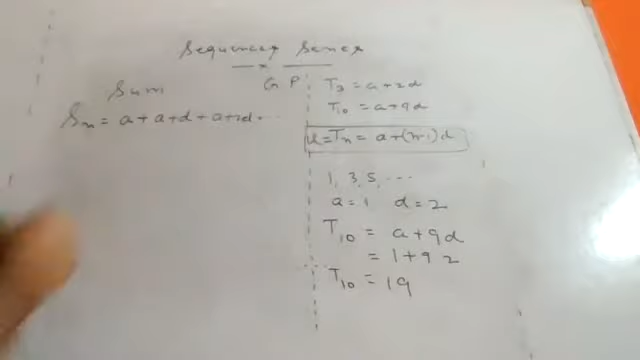 Sequences Series
Sum
Sn = a + a+d + a+2d...
G P
T3 = a+2d
T10 = a+9d
l = Tn = a+(n-1)d
1, 3, 5, ...
a=1 d=2
T10 = a+9d
= 1+9 2
T10 = 19